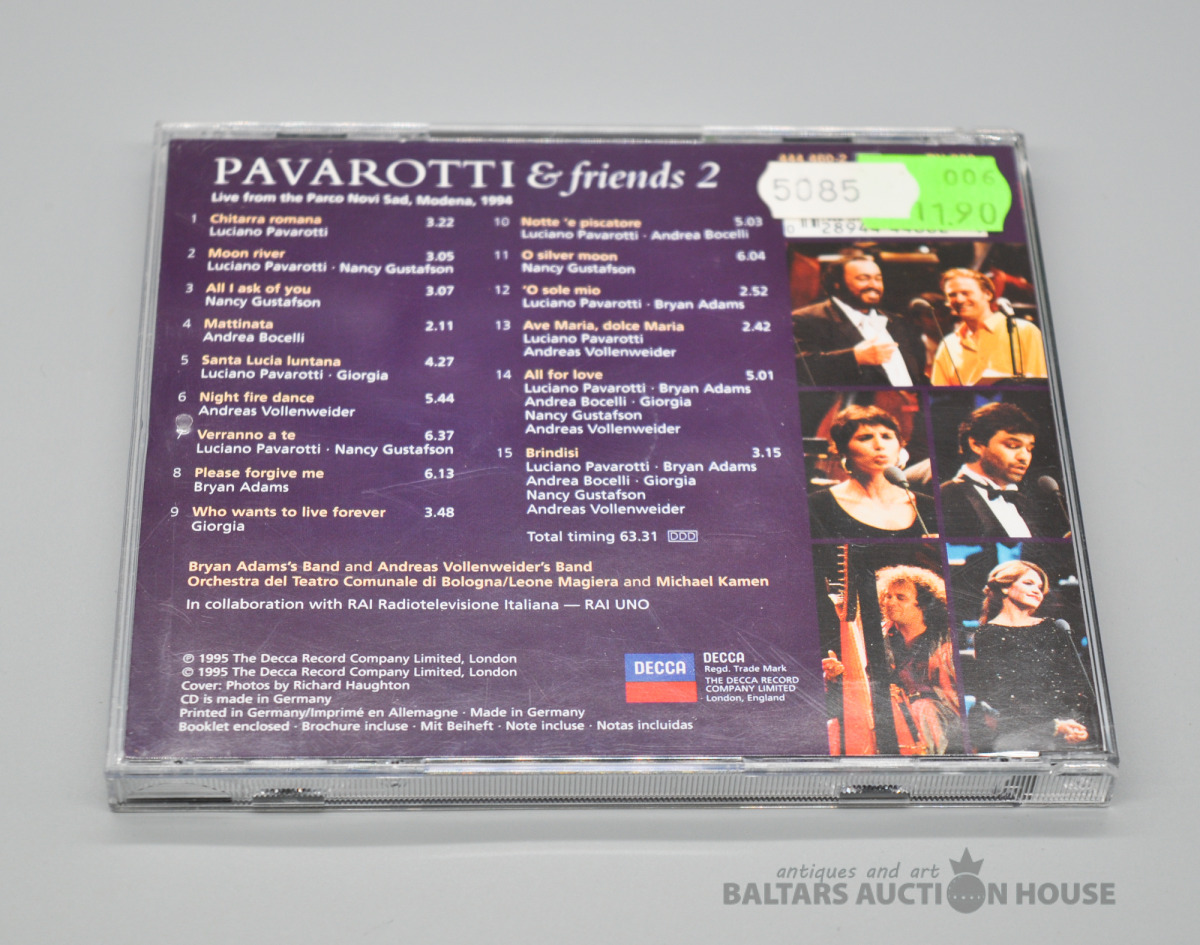 PAVAROTTI & friends 2
Live from the Parco Novi Sad, Modena, 1994
1 Chitarra romana 3.22
Luciano Pavarotti
2 Moon river 3.05
Luciano Pavarotti · Nancy Gustafson
3 All I ask of you 3.07
Nancy Gustafson
4 Mattinata 2.11
Andrea Bocelli
5 Santa Lucia luntana 4.27
Luciano Pavarotti · Giorgia
6 Night fire dance 5.44
Andreas Vollenweider
7 Verranno a te 6.37
Luciano Pavarotti · Nancy Gustafson
8 Please forgive me 6.13
Bryan Adams
9 Who wants to live forever 3.48
Giorgia
10 Notte 'e piscatore 5.03
Luciano Pavarotti · Andrea Bocelli
11 O silver moon 6.04
Nancy Gustafson
12 'O sole mio 2.52
Luciano Pavarotti · Bryan Adams
13 Ave Maria, dolce Maria 2.42
Luciano Pavarotti
Andreas Vollenweider
14 All for love 5.01
Luciano Pavarotti · Bryan Adams
Andrea Bocelli · Giorgia
Nancy Gustafson
Andreas Vollenweider
15 Brindisi 3.15
Luciano Pavarotti · Bryan Adams
Andrea Bocelli · Giorgia
Nancy Gustafson
Andreas Vollenweider
Total timing 63.31 DDD
5085
006
11.90
Bryan Adams's Band and Andreas Vollenweider's Band
Orchestra del Teatro Comunale di Bologna/Leone Magiera and Michael Kamen
In collaboration with RAI Radiotelevisione Italiana — RAI UNO
℗ 1995 The Decca Record Company Limited, London
© 1995 The Decca Record Company Limited, London
Cover: Photos by Richard Haughton
CD is made in Germany
Printed in Germany/Imprimé en Allemagne · Made in Germany
Booklet enclosed · Brochure incluse · Mit Beiheft · Note incluse · Notas incluidas
DECCA
DECCA
Regd. Trade Mark
THE DECCA RECORD
COMPANY LIMITED
London, England
antiques and art
BALTARS AUCTION HOUSE